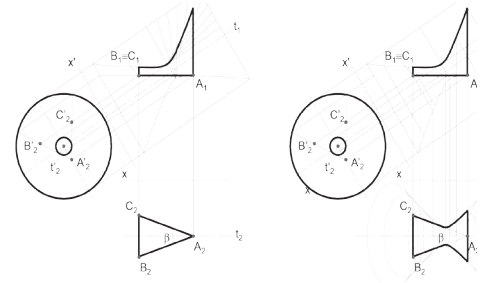 t₁
B₁≡C₁
x'
A₁
C'₂
B'₂
t'₂
A'₂
x
C₂
β
A₂
t₂
B₂
B₁≡C₁
x'
A₁
C'₂
B'₂
t'₂
A'₂
x
x
C₂
β
A₂
B₂